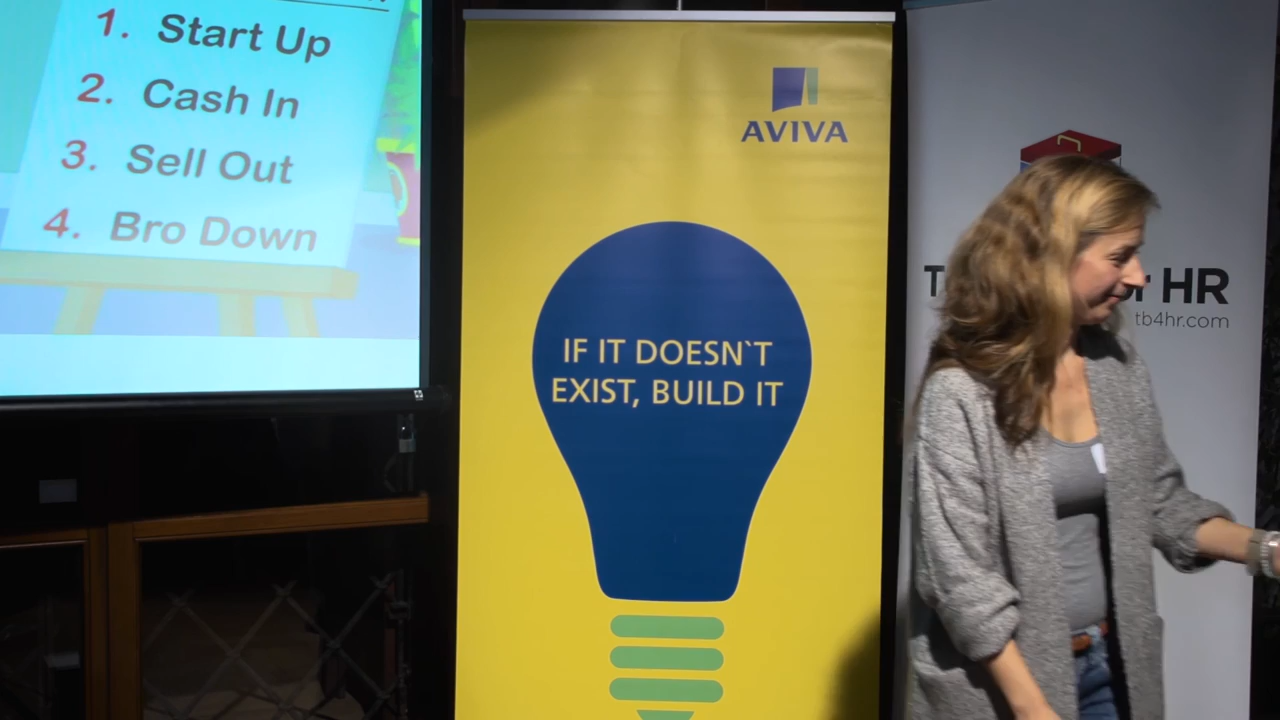 1. Start Up
2. Cash In
3. Sell Out
4. Bro Down
AVIVA
IF IT DOESN`T
EXIST, BUILD IT
HR
tb4hr.com